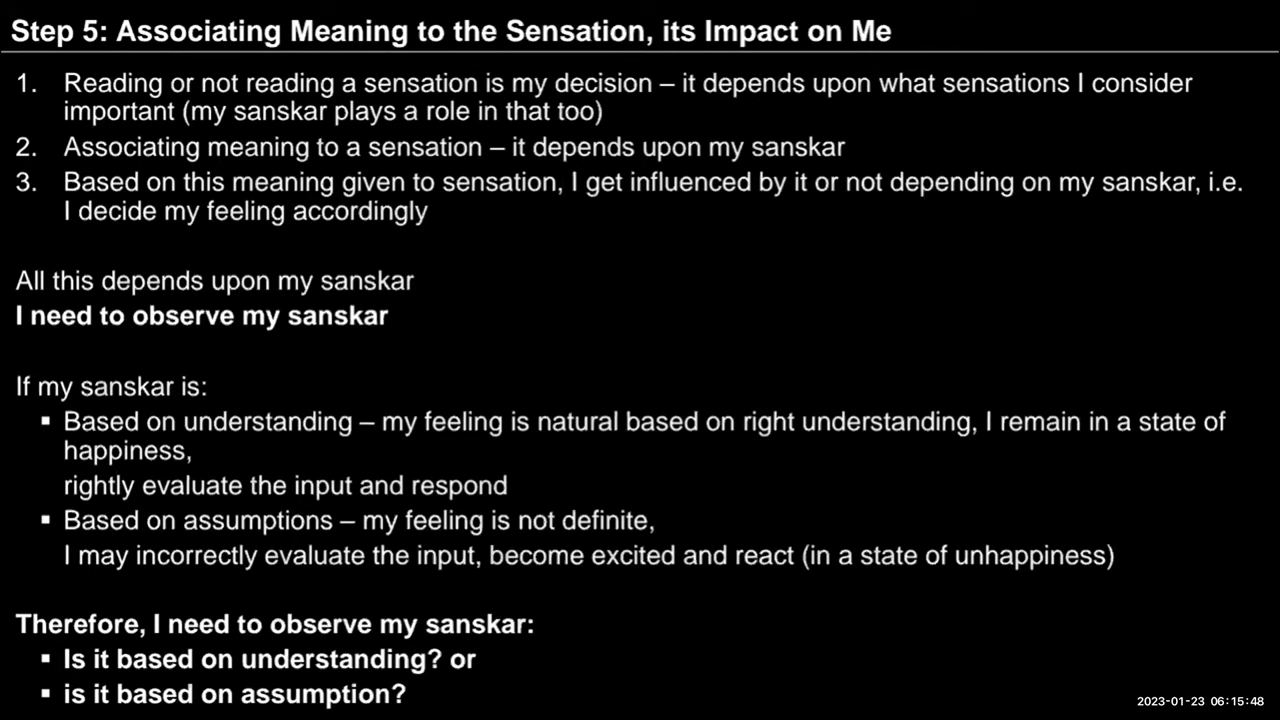 Step 5: Associating Meaning to the Sensation, its Impact on Me
1. Reading or not reading a sensation is my decision – it depends upon what sensations I consider
important (my sanskar plays a role in that too)
2. Associating meaning to a sensation – it depends upon my sanskar
3. Based on this meaning given to sensation, I get influenced by it or not depending on my sanskar, i.e.
I decide my feeling accordingly
All this depends upon my sanskar
I need to observe my sanskar
If my sanskar is:
▪ Based on understanding – my feeling is natural based on right understanding, I remain in a state of
happiness,
rightly evaluate the input and respond
▪ Based on assumptions – my feeling is not definite,
I may incorrectly evaluate the input, become excited and react (in a state of unhappiness)
Therefore, I need to observe my sanskar:
▪ Is it based on understanding? or
▪ is it based on assumption?
2023-01-23 06:15:48